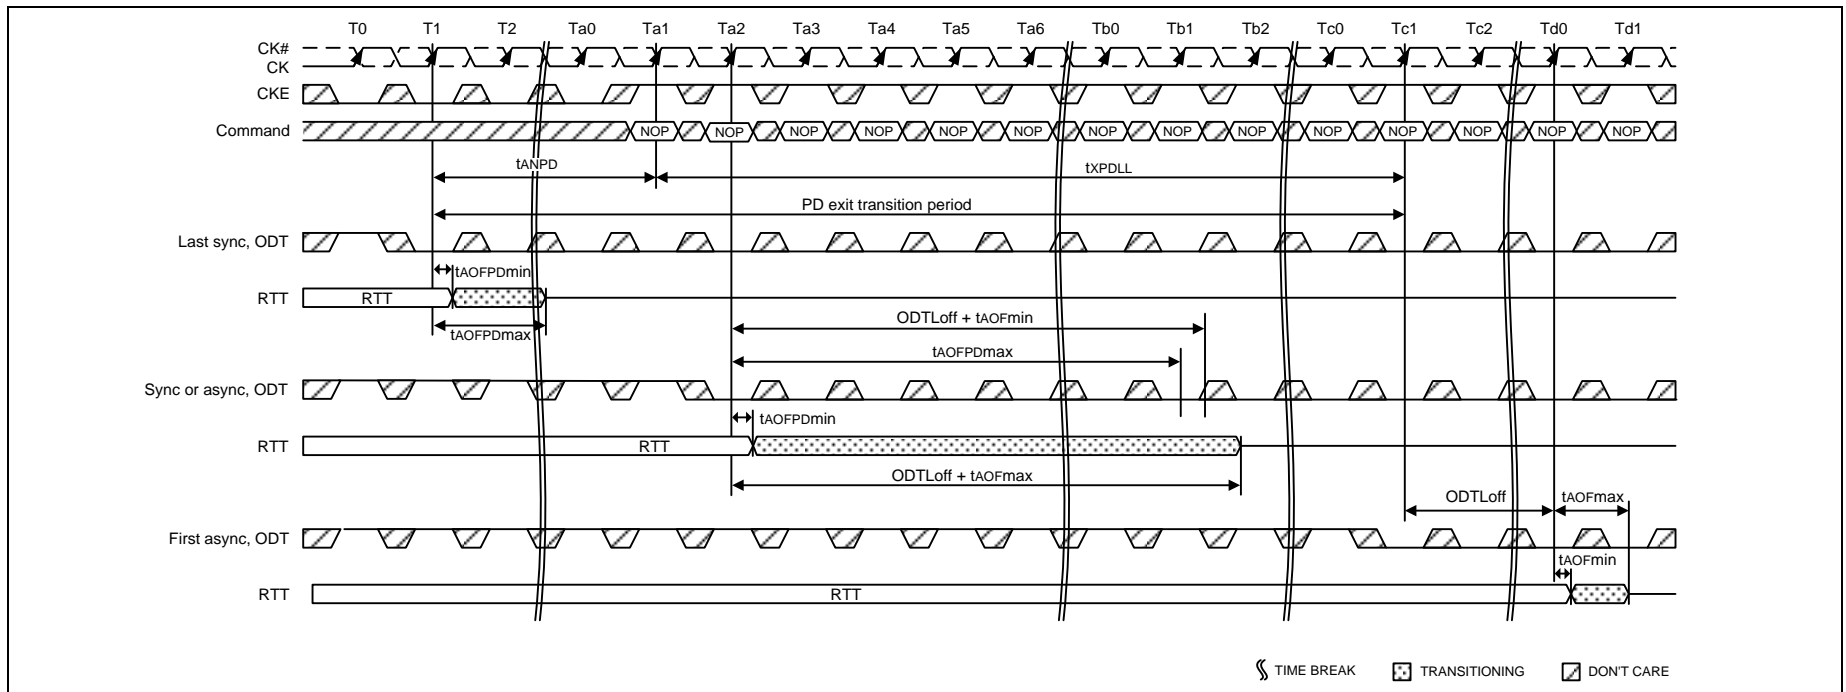 T0 T1 T2 Ta0 Ta1 Ta2 Ta3 Ta4 Ta5 Ta6 Tb0 Tb1 Tb2 Tc0 Tc1 Tc2 Td0 Td1
CK#
CK
CKE
Command NOP NOP NOP NOP NOP NOP NOP NOP NOP NOP NOP NOP NOP NOP
tANPD tXPDLL
PD exit transition period
Last sync, ODT
tAOFPDmin
RTT RTT
tAOFPDmax
ODTLoff + tAOFmin
tAOFPDmax
Sync or async, ODT
tAOFPDmin
RTT RTT
ODTLoff + tAOFmax
ODTLoff tAOFmax
First async, ODT
tAOFmin
RTT RTT
TIME BREAK TRANSITIONING DON'T CARE